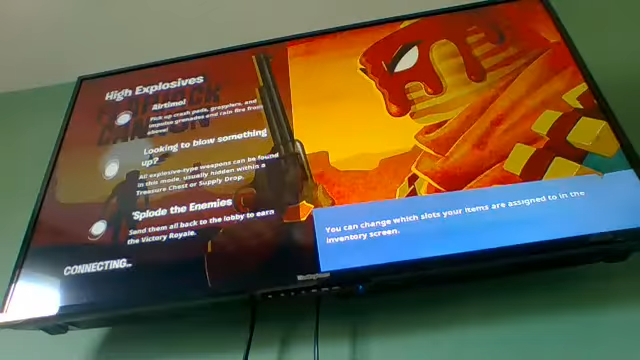 High Explosives
Airtime!
Pick up crash pads, grapplers, and
impulse grenades and rain fire from
above!
Looking to blow something
up?
All explosive-type weapons can be found
in this mode, usually hidden within a
Treasure Chest or Supply Drop.
'Splode the Enemies
Send them all back to the lobby to earn
the Victory Royale.
CONNECTING...
You can change which slots your items are assigned to in the
inventory screen.
Westinghouse